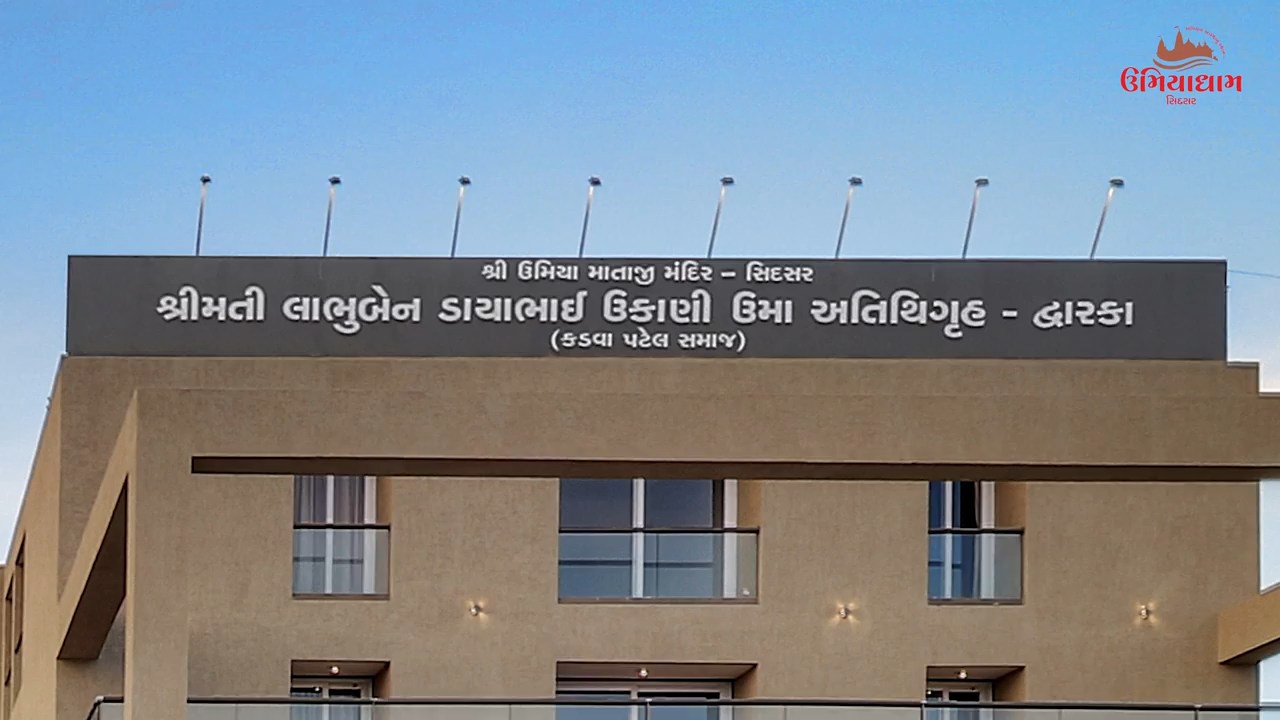 ઉમિયાધામ
સિદસર
શ્રી ઉમિયા માતાજી મંદિર – સિદસર
શ્રીમતી લાભુબેન ડાયાભાઈ ઉકાણી ઉમા અતિથિગૃહ - દ્વારકા
(કડવા પટેલ સમાજ)